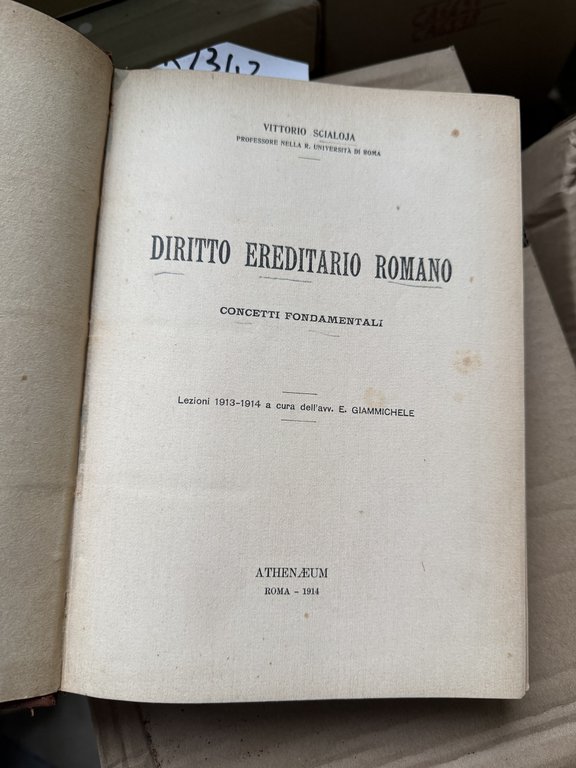 VITTORIO SCIALOJA
PROFESSORE NELLA R. UNIVERSITÀ DI ROMA
DIRITTO EREDITARIO ROMANO
CONCETTI FONDAMENTALI
Lezioni 1913-1914 a cura dell'avv. E. GIAMMICHELE
ATHENÆUM
ROMA - 1914